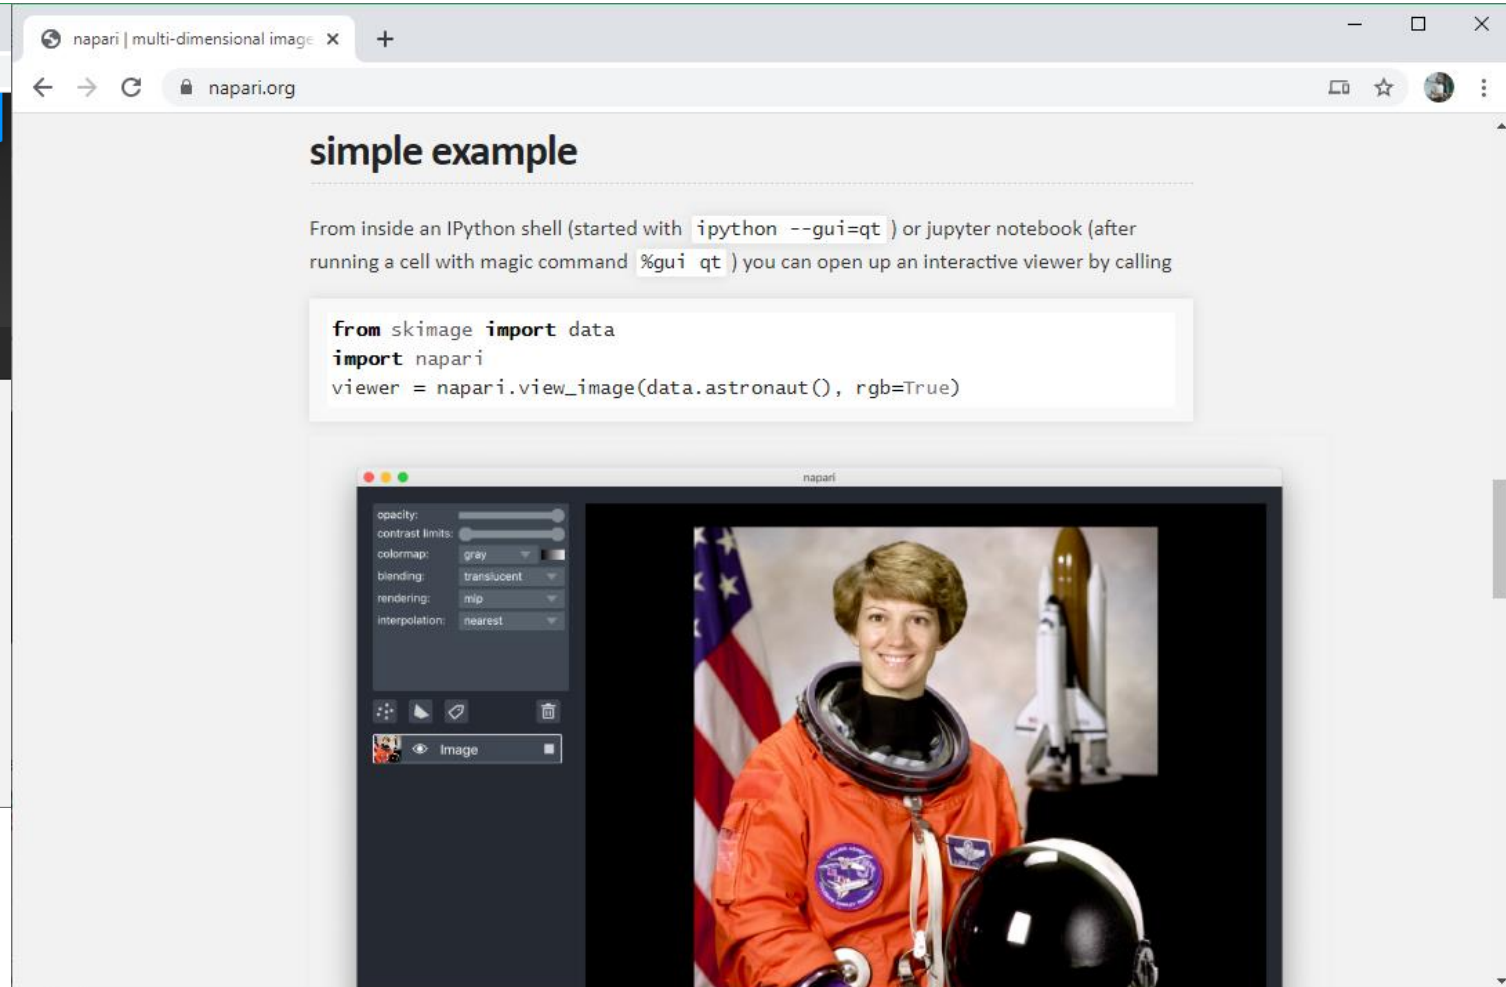 napari | multi-dimensional image
napari.org
simple example
From inside an IPython shell (started with ipython --gui=qt ) or jupyter notebook (after
running a cell with magic command %gui qt ) you can open up an interactive viewer by calling
from skimage import data
import napari
viewer = napari.view_image(data.astronaut(), rgb=True)
napari
opacity:
contrast limits:
colormap: gray
blending: translucent
rendering: mip
interpolation: nearest
Image